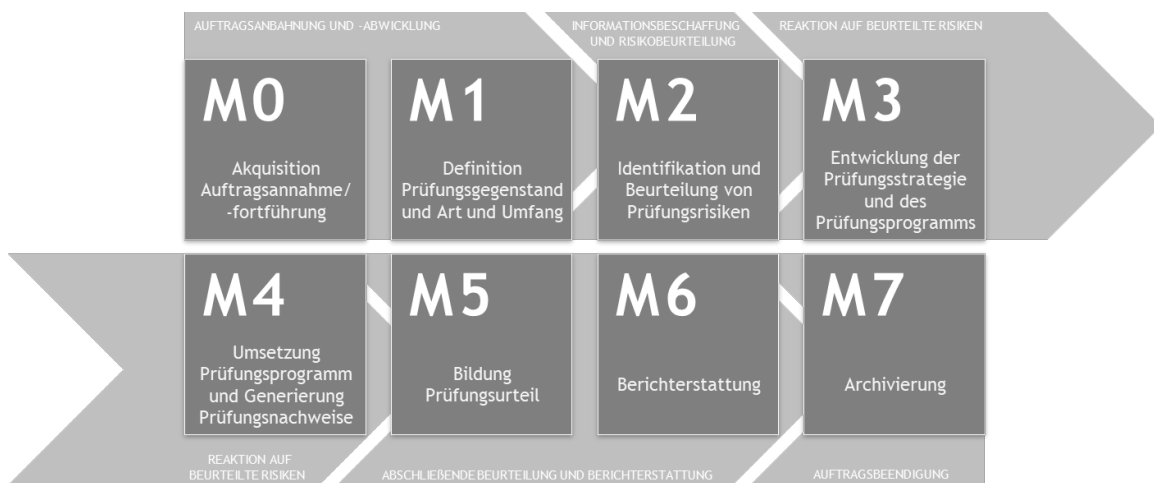 AUFTRAGSANBAHNUNG UND -ABWICKLUNG
INFORMATIONSBESCHAFFUNG
UND RISIKOBEURTEILUNG
REAKTION AUF BEURTEILTE RISIKEN
M0
Akquisition
Auftragsannahme/
-fortführung
M1
Definition
Prüfungsgegenstand
und Art und Umfang
M2
Identifikation und
Beurteilung von
Prüfungsrisiken
M3
Entwicklung der
Prüfungsstrategie
und des
Prüfungsprogramms
M4
Umsetzung
Prüfungsprogramm
und Generierung
Prüfungsnachweise
M5
Bildung
Prüfungsurteil
M6
Berichterstattung
M7
Archivierung
REAKTION AUF
BEURTEILTE RISIKEN
ABSCHLIEßENDE BEURTEILUNG UND BERICHTERSTATTUNG
AUFTRAGSBEENDIGUNG